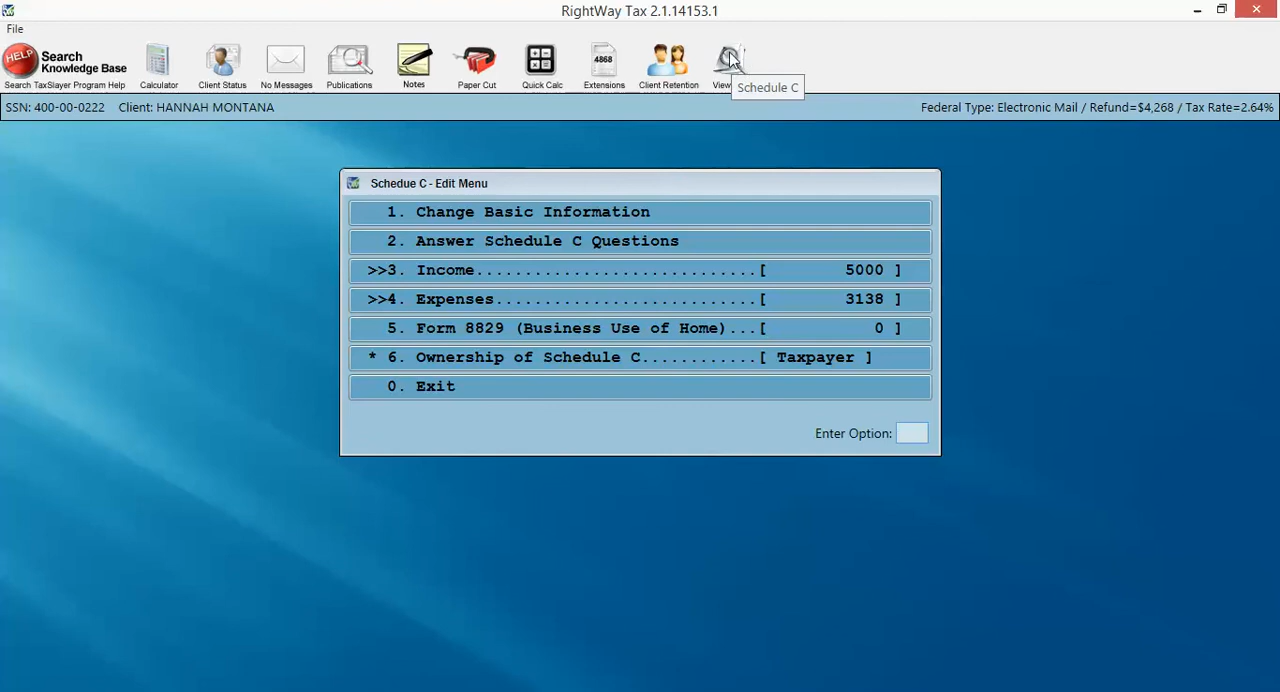 RightWay Tax 2.1.14153.1
File
HELP Search Knowledge Base
4868
Search TaxSlayer Program Help Calculator Client Status No Messages Publications Notes Paper Cut Quick Calc Extensions Client Retention View
Schedule C
SSN: 400-00-0222 Client: HANNAH MONTANA Federal Type: Electronic Mail / Refund=$4,268 / Tax Rate=2.64%
Schedue C - Edit Menu
1. Change Basic Information
2. Answer Schedule C Questions
>>3. Income.............................[ 5000 ]
>>4. Expenses...........................[ 3138 ]
5. Form 8829 (Business Use of Home)...[ 0 ]
* 6. Ownership of Schedule C............[ Taxpayer ]
0. Exit
Enter Option: